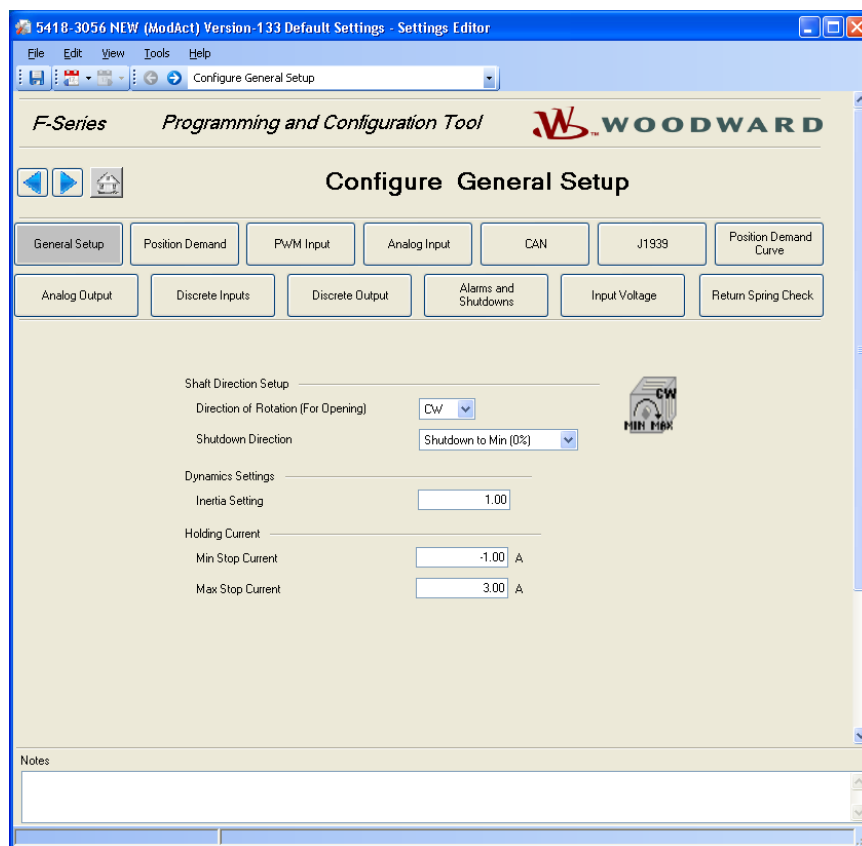 5418-3056 NEW (ModAct) Version-133 Default Settings - Settings Editor
File Edit View Tools Help
Configure General Setup
F-Series Programming and Configuration Tool WOODWARD
Configure General Setup
General Setup Position Demand PWM Input Analog Input CAN J1939 Position Demand Curve
Analog Output Discrete Inputs Discrete Output Alarms and Shutdowns Input Voltage Return Spring Check
Shaft Direction Setup
Direction of Rotation (For Opening) CW
Shutdown Direction Shutdown to Min (0%)
CW
MIN MAX
Dynamics Settings
Inertia Setting 1.00
Holding Current
Min Stop Current -1.00 A
Max Stop Current 3.00 A
Notes